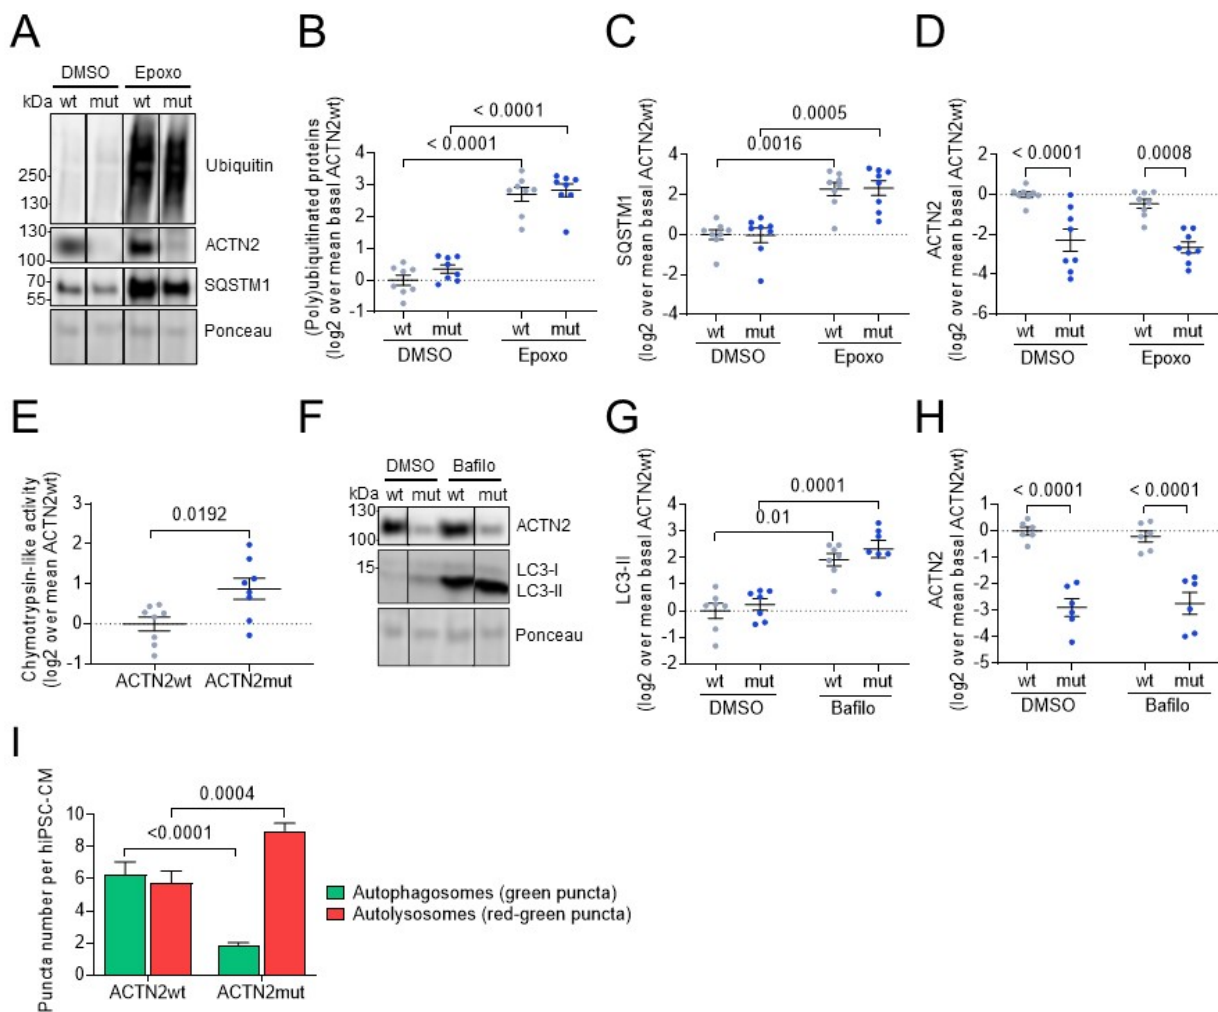 A
DMSO Epoxo
kDa wt mut wt mut
250
130
Ubiquitin
130
100
ACTN2
70
55
SQSTM1
Ponceau
B
(Poly)ubiquitinated proteins
(log2 over mean basal ACTN2wt)
< 0.0001
< 0.0001
4
3
2
1
0
-1
wt mut wt mut
DMSO Epoxo
C
SQSTM1
(log2 over mean basal ACTN2wt)
0.0005
0.0016
4
2
0
-2
-4
wt mut wt mut
DMSO Epoxo
D
ACTN2
(log2 over mean basal ACTN2wt)
< 0.0001 0.0008
2
0
-2
-4
-6
wt mut wt mut
DMSO Epoxo
E
Chymotrypsin-like activity
(log2 over mean ACTN2wt)
0.0192
3
2
1
0
-1
ACTN2wt ACTN2mut
F
DMSO Bafilo
kDa wt mut wt mut
130
100
ACTN2
15
LC3-I
LC3-II
Ponceau
G
LC3-II
(log2 over mean basal ACTN2wt)
0.0001
0.01
4
3
2
1
0
-1
-2
wt mut wt mut
DMSO Bafilo
H
ACTN2
(log2 over mean basal ACTN2wt)
< 0.0001 < 0.0001
1
0
-1
-2
-3
-4
-5
wt mut wt mut
DMSO Bafilo
I
Puncta number per hiPSC-CM
0.0004
<0.0001
10
8
6
4
2
0
ACTN2wt ACTN2mut
Autophagosomes (green puncta)
Autolysosomes (red-green puncta)